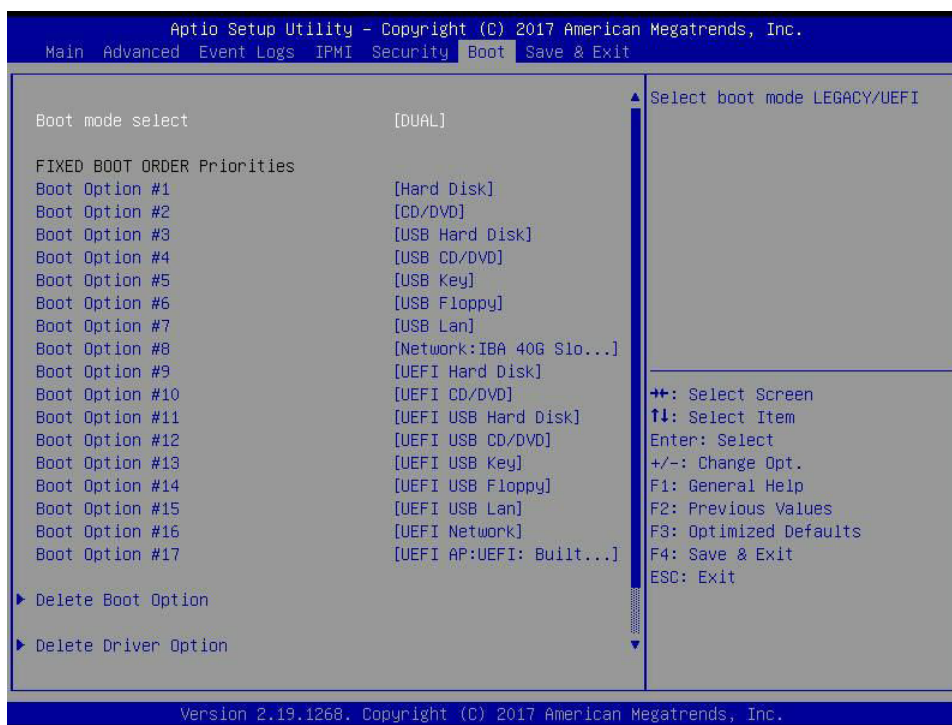 Aptio Setup Utility – Copyright (C) 2017 American Megatrends, Inc.
Main Advanced Event Logs IPMI Security Boot Save & Exit
Boot mode select [DUAL]
FIXED BOOT ORDER Priorities
Boot Option #1 [Hard Disk]
Boot Option #2 [CD/DVD]
Boot Option #3 [USB Hard Disk]
Boot Option #4 [USB CD/DVD]
Boot Option #5 [USB Key]
Boot Option #6 [USB Floppy]
Boot Option #7 [USB Lan]
Boot Option #8 [Network:IBA 40G Slo...]
Boot Option #9 [UEFI Hard Disk]
Boot Option #10 [UEFI CD/DVD]
Boot Option #11 [UEFI USB Hard Disk]
Boot Option #12 [UEFI USB CD/DVD]
Boot Option #13 [UEFI USB Key]
Boot Option #14 [UEFI USB Floppy]
Boot Option #15 [UEFI USB Lan]
Boot Option #16 [UEFI Network]
Boot Option #17 [UEFI AP:UEFI: Built...]
▶ Delete Boot Option
▶ Delete Driver Option
Select boot mode LEGACY/UEFI
→←: Select Screen
↑↓: Select Item
Enter: Select
+/-: Change Opt.
F1: General Help
F2: Previous Values
F3: Optimized Defaults
F4: Save & Exit
ESC: Exit
Version 2.19.1268. Copyright (C) 2017 American Megatrends, Inc.